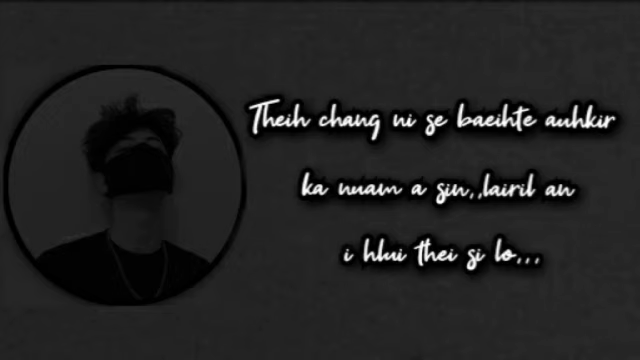 Theih chang ni se baeihte auhkir
ka nuam a sin,,lairil an
i hlui thei si lo,,,